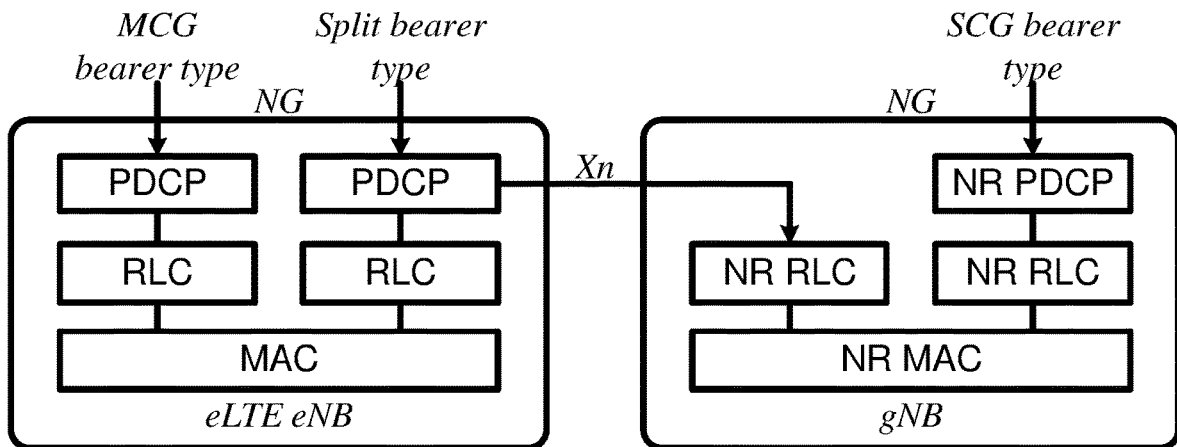 MCG
bearer type
Split bearer
type
SCG bearer
type
NG
NG
Xn
PDCP
PDCP
NR PDCP
RLC
RLC
NR RLC
NR RLC
MAC
NR MAC
eLTE eNB
gNB